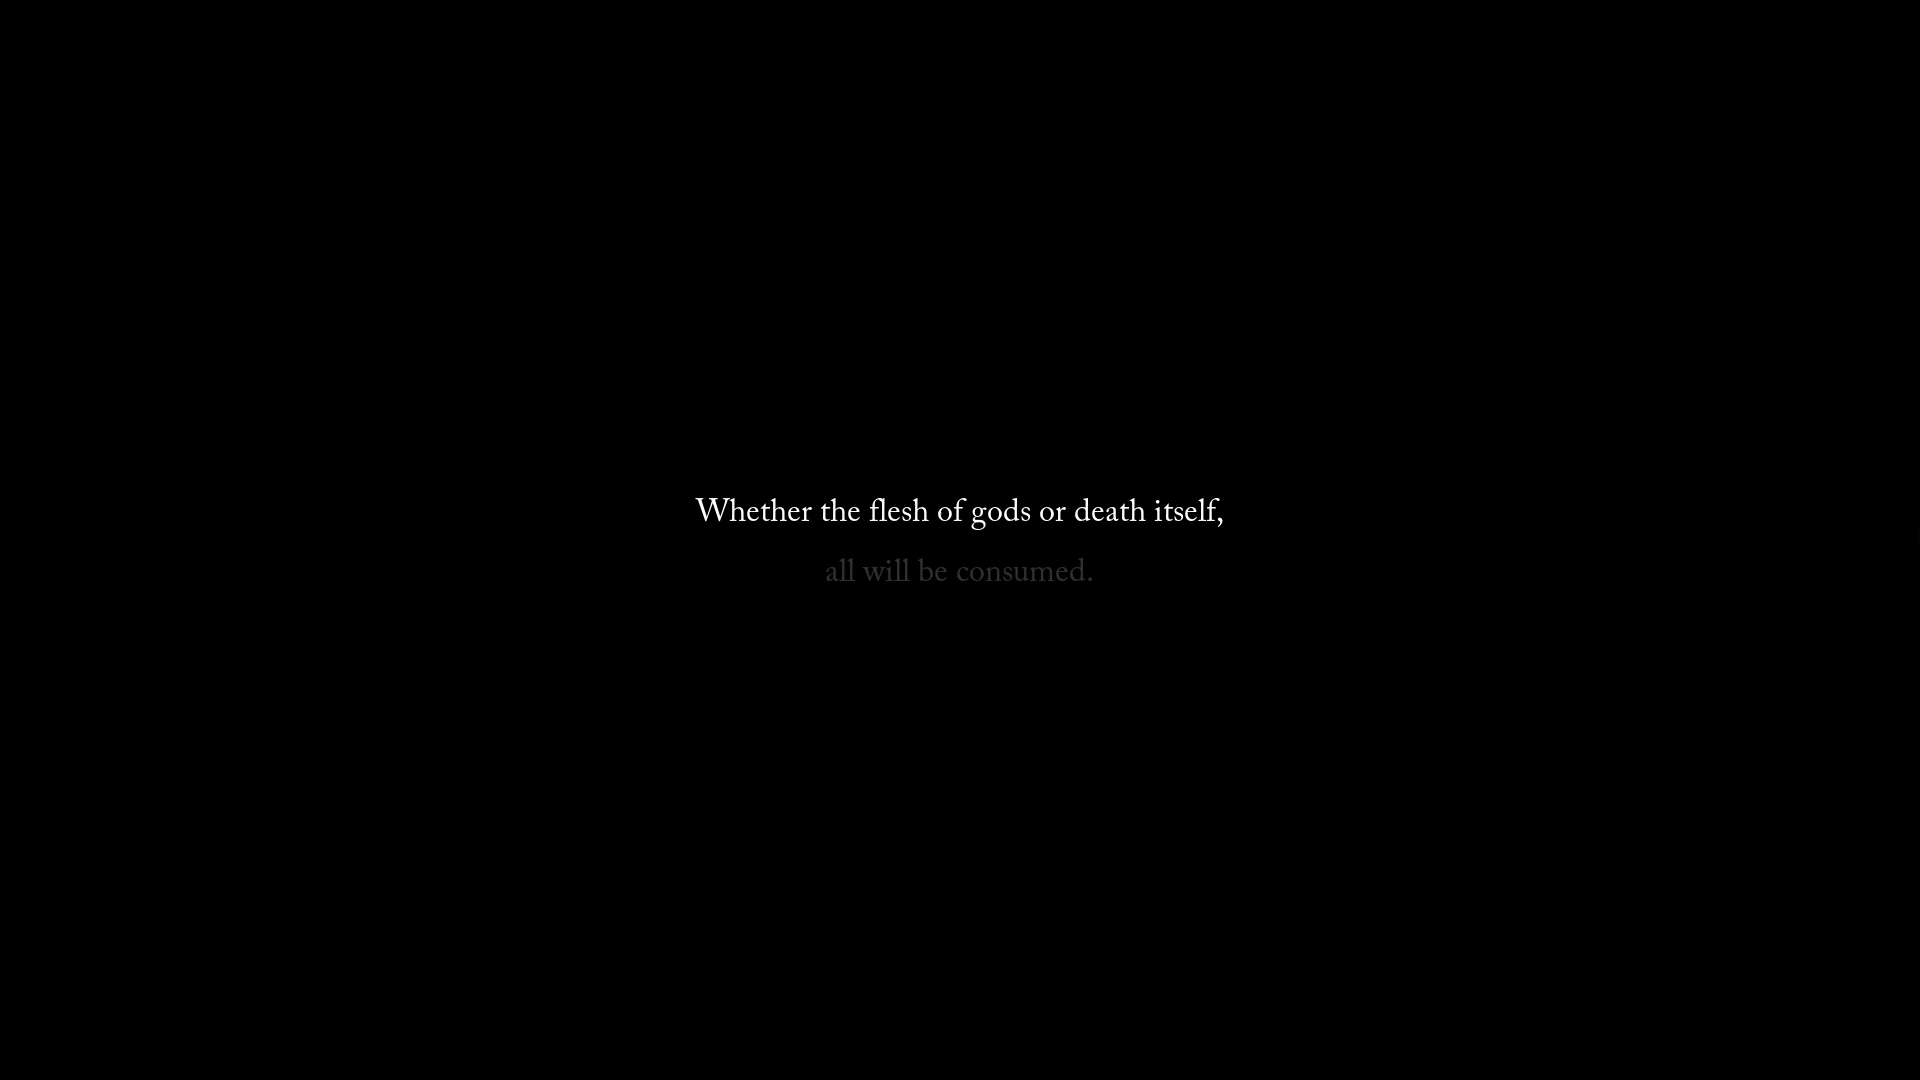 Whether the flesh of gods or death itself,
all will be consumed.